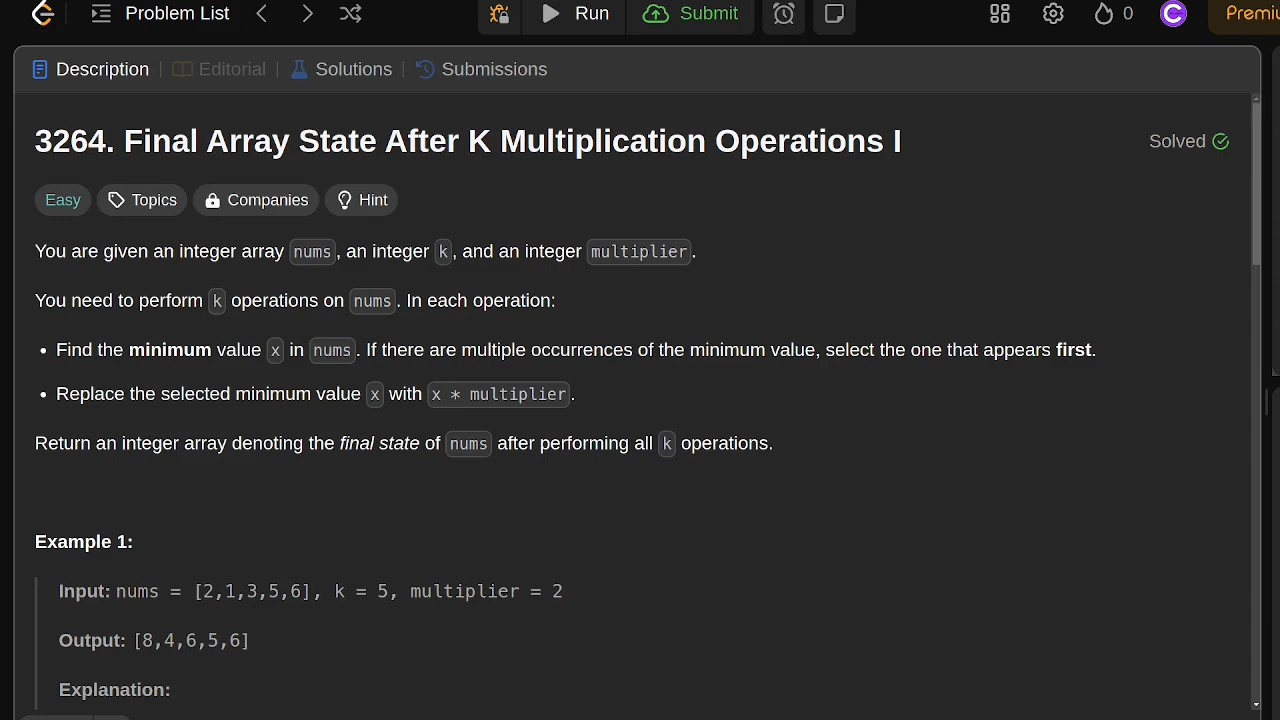 Problem List Run Submit 0 Premiu
Description | Editorial | Solutions | Submissions
3264. Final Array State After K Multiplication Operations I Solved
Easy Topics Companies Hint
You are given an integer array nums, an integer k, and an integer multiplier.
You need to perform k operations on nums. In each operation:
• Find the minimum value x in nums. If there are multiple occurrences of the minimum value, select the one that appears first.
• Replace the selected minimum value x with x * multiplier.
Return an integer array denoting the final state of nums after performing all k operations.
Example 1:
Input: nums = [2,1,3,5,6], k = 5, multiplier = 2
Output: [8,4,6,5,6]
Explanation: